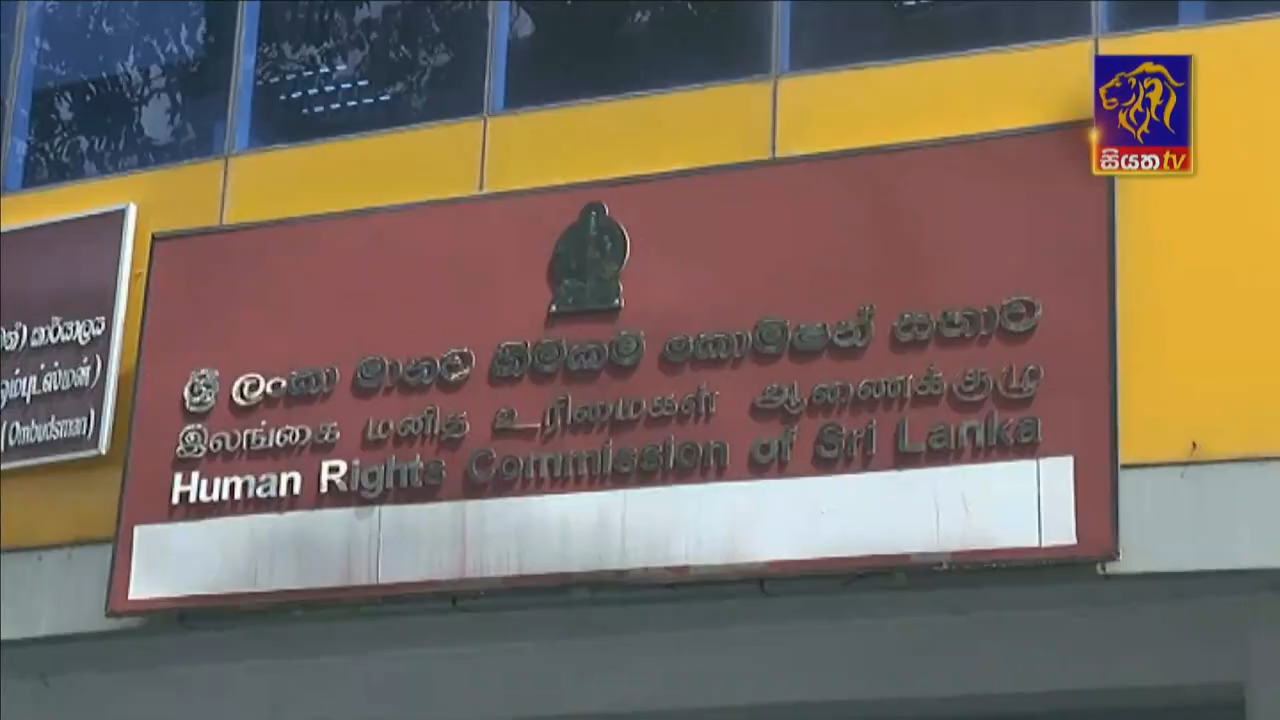 කාර්යාලය
(Ombudsman)
ශ්‍රී ලංකා මානව හිමිකම් කොමිෂන් සභාව
இலங்கை மனித உரிமைகள் ஆணைக்குழு
Human Rights Commission of Sri Lanka
සියත tv